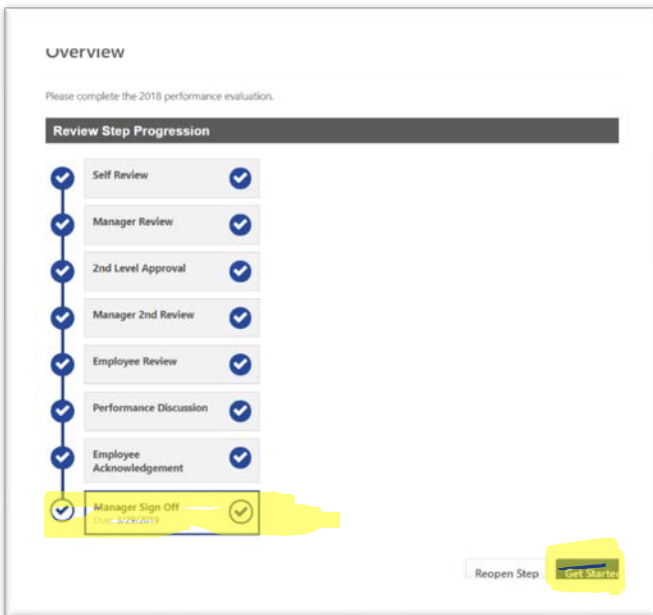 Overview
Please complete the 2018 performance evaluation.
Review Step Progression
Self Review
Manager Review
2nd Level Approval
Manager 2nd Review
Employee Review
Performance Discussion
Employee
Acknowledgement
Manager Sign Off
Due: 3/29/2019
Reopen Step
Get Started